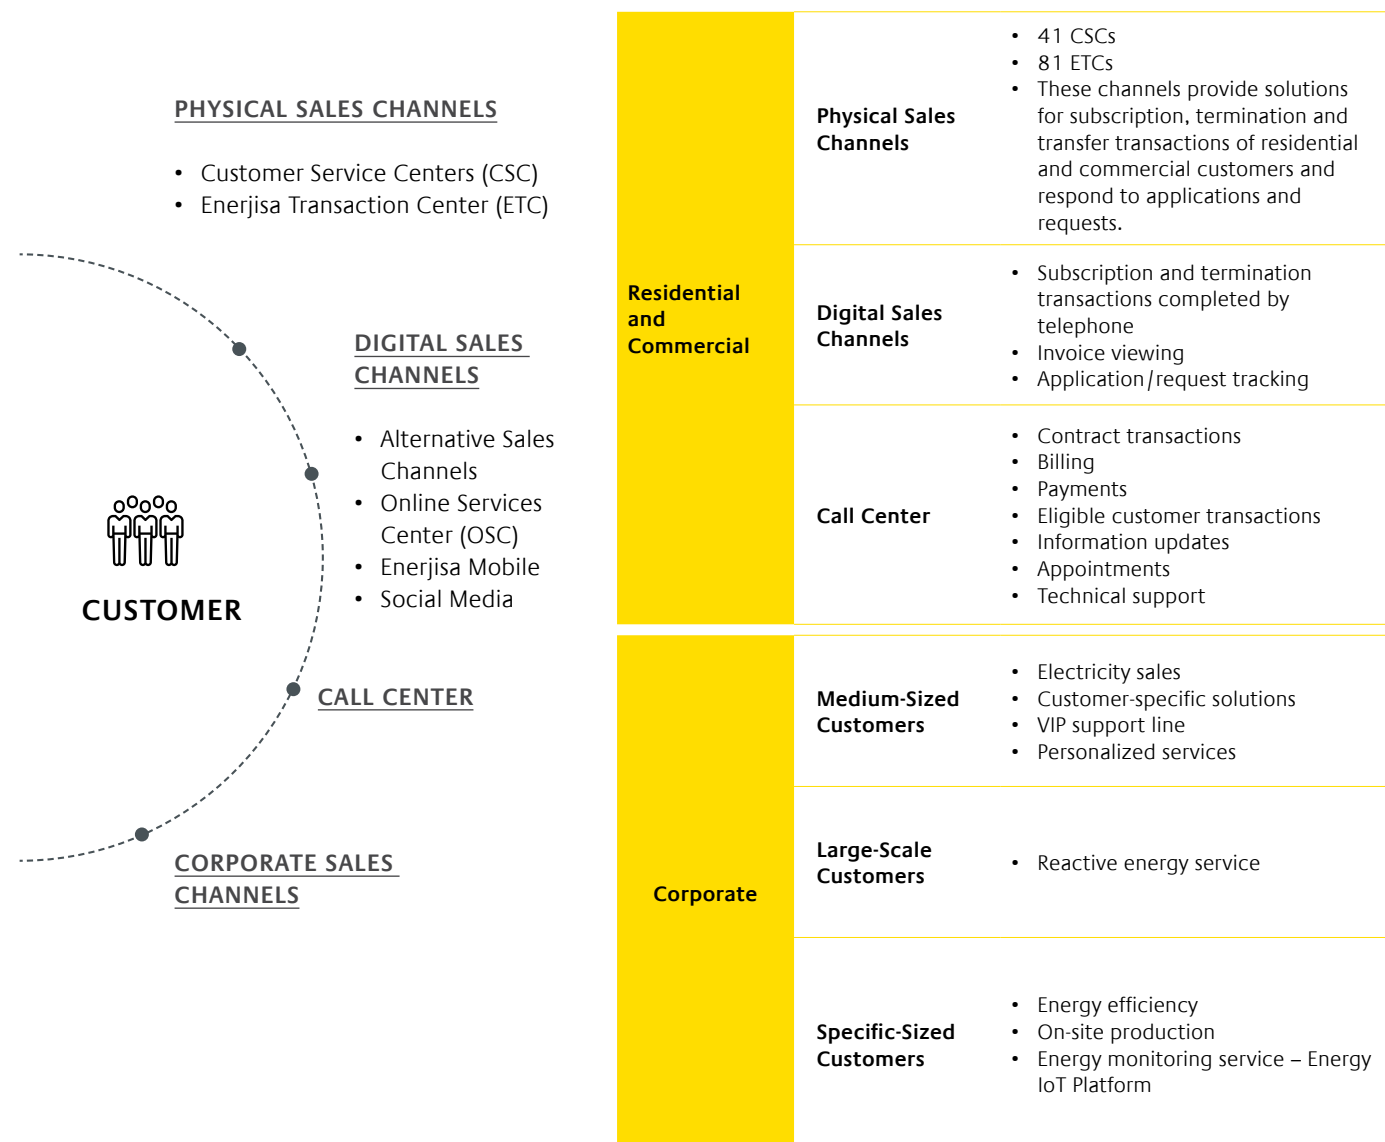 PHYSICAL SALES CHANNELS
• Customer Service Centers (CSC)
• Enerjisa Transaction Center (ETC)
DIGITAL SALES
CHANNELS
• Alternative Sales
Channels
• Online Services
Center (OSC)
• Enerjisa Mobile
• Social Media
CUSTOMER
CALL CENTER
CORPORATE SALES
CHANNELS
Residential
and
Commercial
Physical Sales
Channels
• 41 CSCs
• 81 ETCs
• These channels provide solutions
for subscription, termination and
transfer transactions of residential
and commercial customers and
respond to applications and
requests.
Digital Sales
Channels
• Subscription and termination
transactions completed by
telephone
• Invoice viewing
• Application/request tracking
Call Center
• Contract transactions
• Billing
• Payments
• Eligible customer transactions
• Information updates
• Appointments
• Technical support
Corporate
Medium-Sized
Customers
• Electricity sales
• Customer-specific solutions
• VIP support line
• Personalized services
Large-Scale
Customers
• Reactive energy service
Specific-Sized
Customers
• Energy efficiency
• On-site production
• Energy monitoring service – Energy
IoT Platform